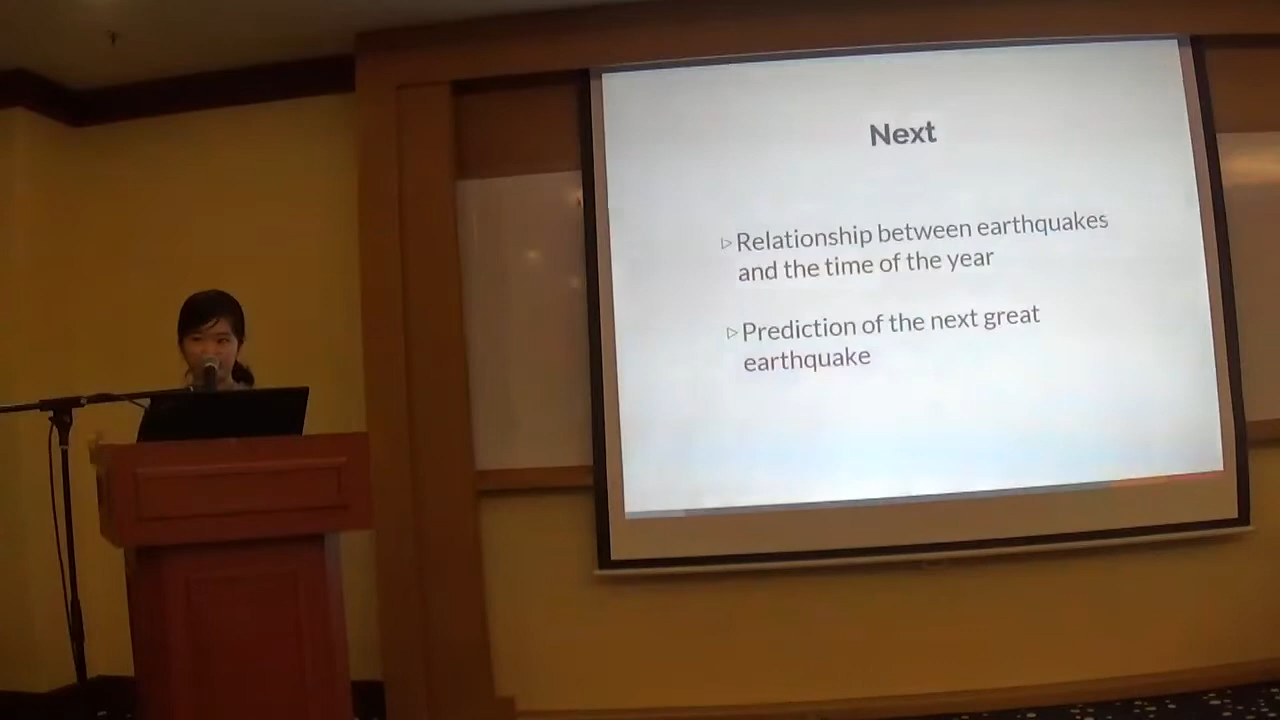 Next
▷Relationship between earthquakes
and the time of the year
▷Prediction of the next great
earthquake